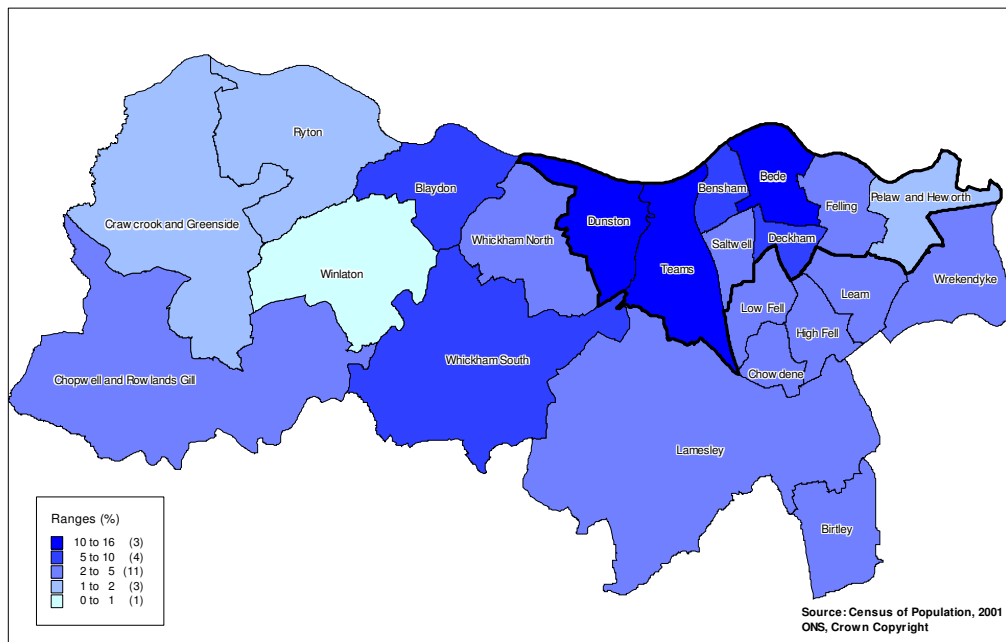 Ryton
Blaydon
Bensham
Bede
Felling
Pelaw and Heworth
Crawcrook and Greenside
Whickham North
Dunston
Saltwell
Deckham
Winlaton
Teams
Wrekendyke
Leam
Low Fell
High Fell
Whickham South
Chowdene
Chopwell and Rowlands Gill
Lamesley
Birtley
Ranges (%)
10 to 16 (3)
5 to 10 (4)
2 to 5 (11)
1 to 2 (3)
0 to 1 (1)
Source: Census of Population, 2001
ONS, Crown Copyright